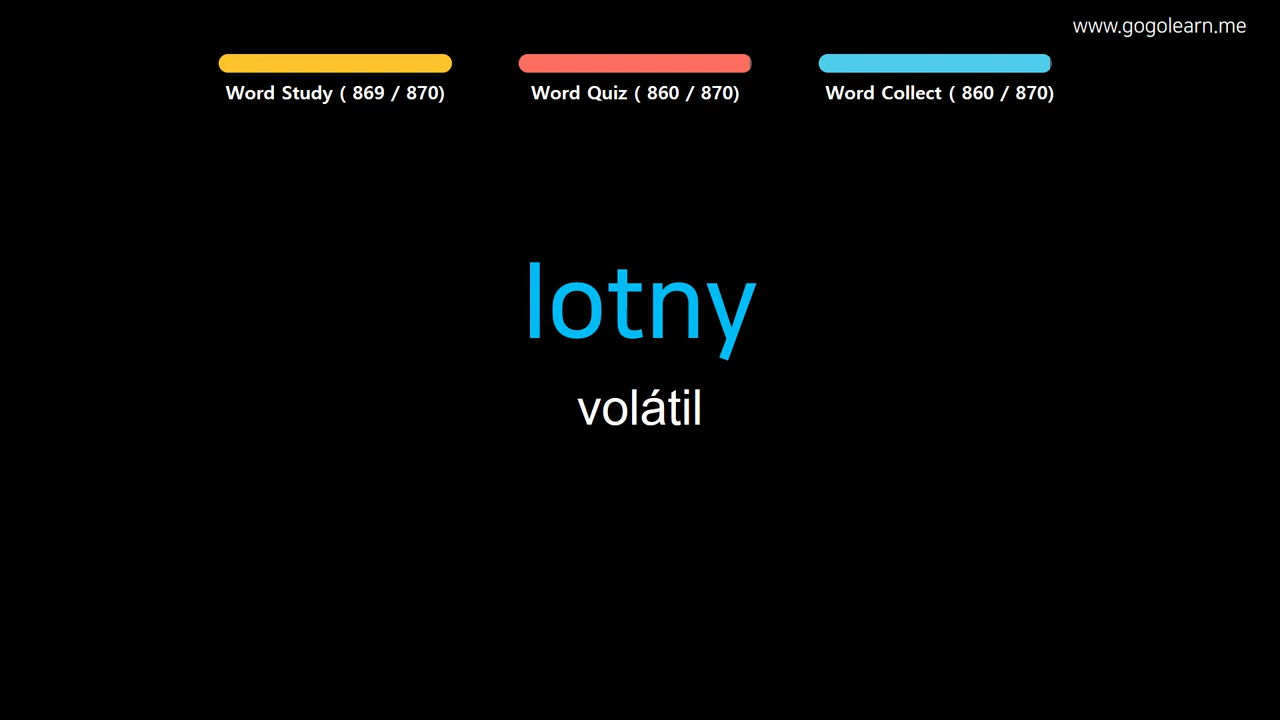 www.gogolearn.me
Word Study ( 869 / 870)
Word Quiz ( 860 / 870)
Word Collect ( 860 / 870)
lotny
volátil